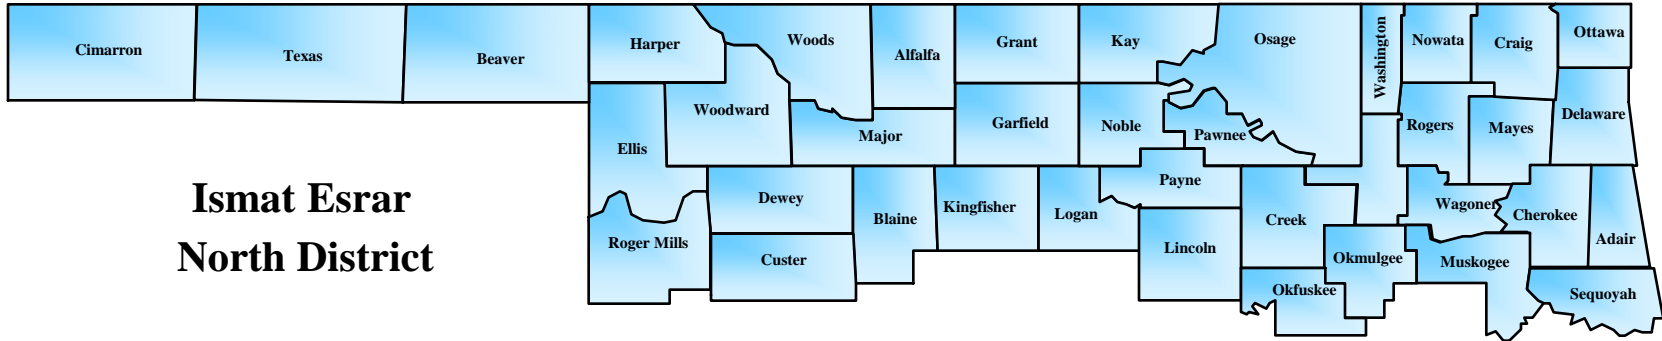 Cimarron
Texas
Beaver
Harper
Woods
Alfalfa
Grant
Kay
Osage
Washington
Nowata
Craig
Ottawa
Woodward
Ellis
Major
Garfield
Noble
Pawnee
Rogers
Mayes
Delaware
Dewey
Blaine
Kingfisher
Logan
Payne
Creek
Wagoner
Cherokee
Adair
Roger Mills
Custer
Lincoln
Okmulgee
Muskogee
Okfuskee
Sequoyah
Ismat Esrar
North District